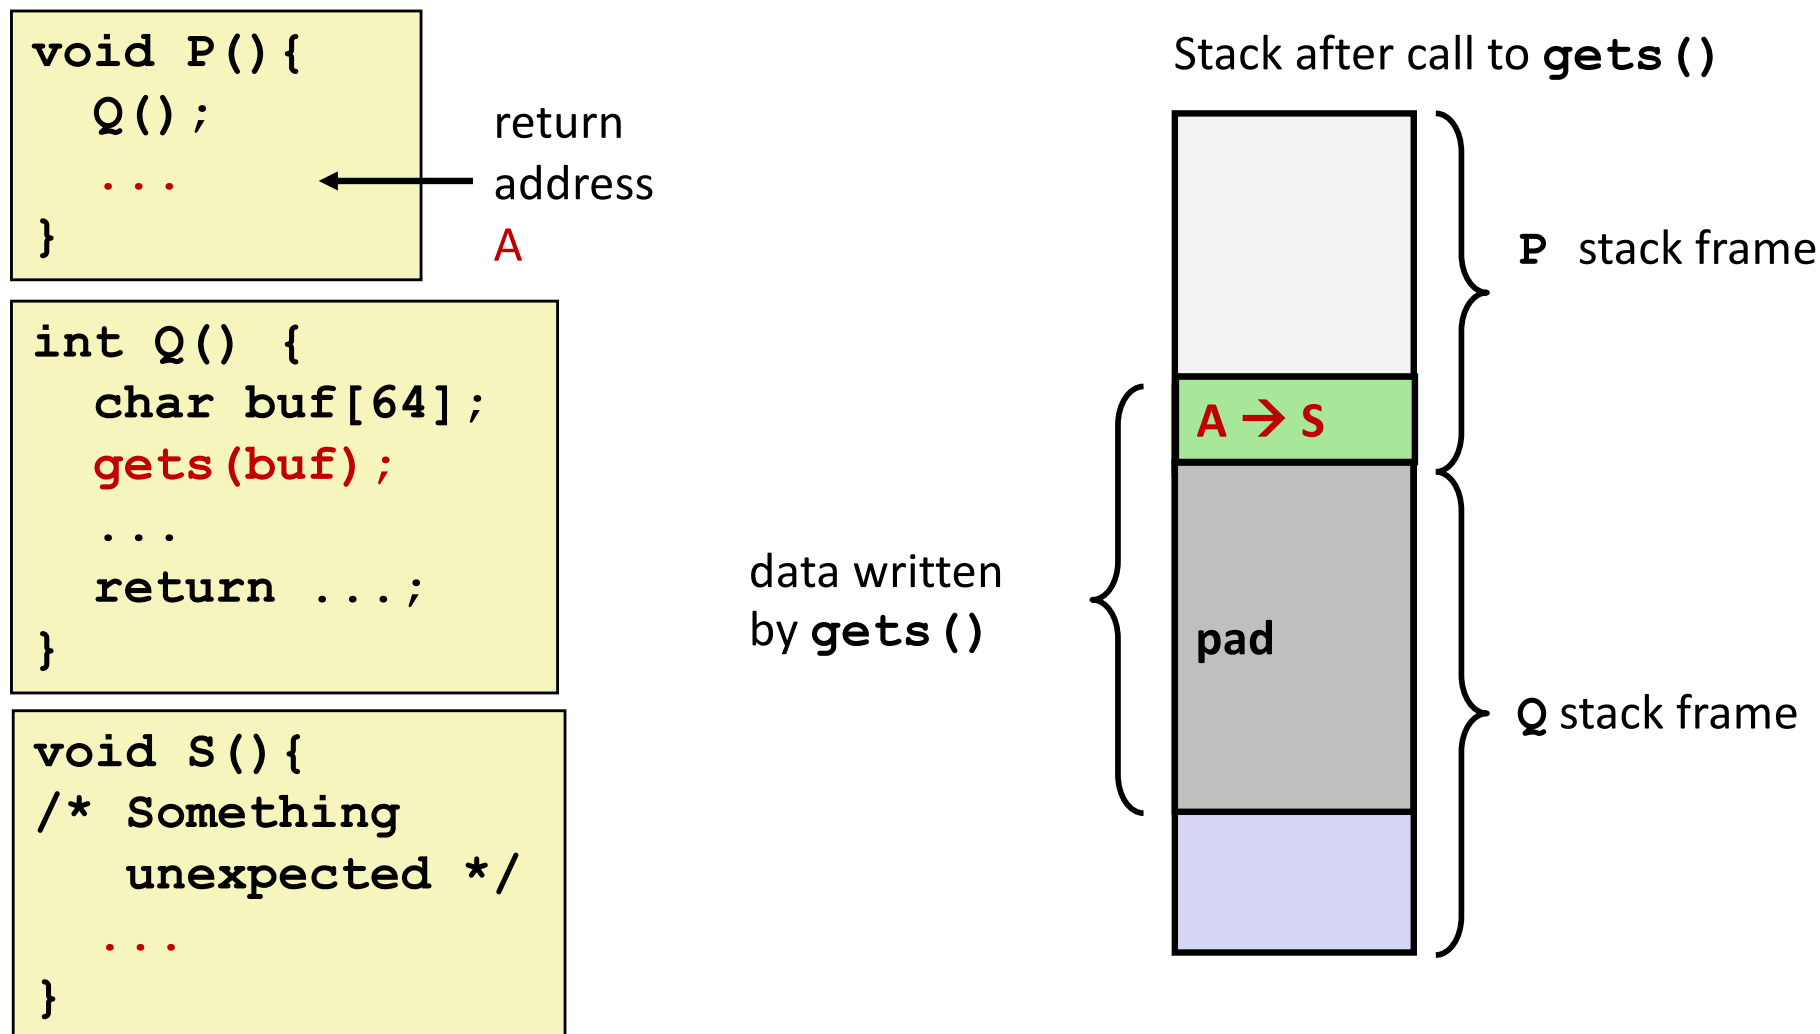 void P(){
  Q();
  ...
}
return
address
A
int Q() {
  char buf[64];
  gets(buf);
  ...
  return ...;
}
void S(){
/* Something
   unexpected */
  ...
}
Stack after call to gets()
P stack frame
A → S
data written
by gets()
pad
Q stack frame